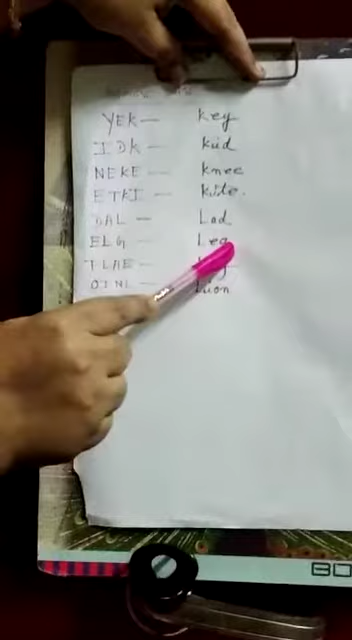 YEK — Key
IDK — Kid
NEKE — Knee
ETKI — Kite.
DAL — Lad
ELG — Leg
TLAE —
OINL — Lion